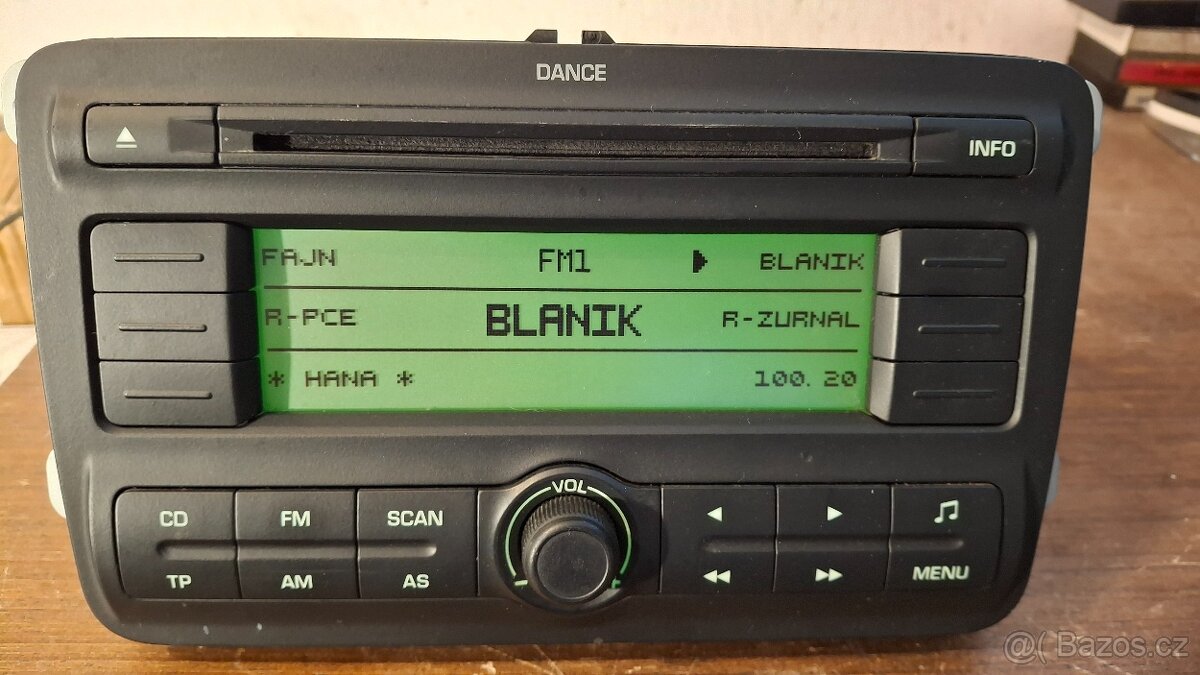 DANCE
INFO
FAJN FM1 BLANIK
R-PCE BLANIK R-ZURNAL
* HANA * 100.20
VOL
CD FM SCAN
TP AM AS MENU
- +
Bazos.cz